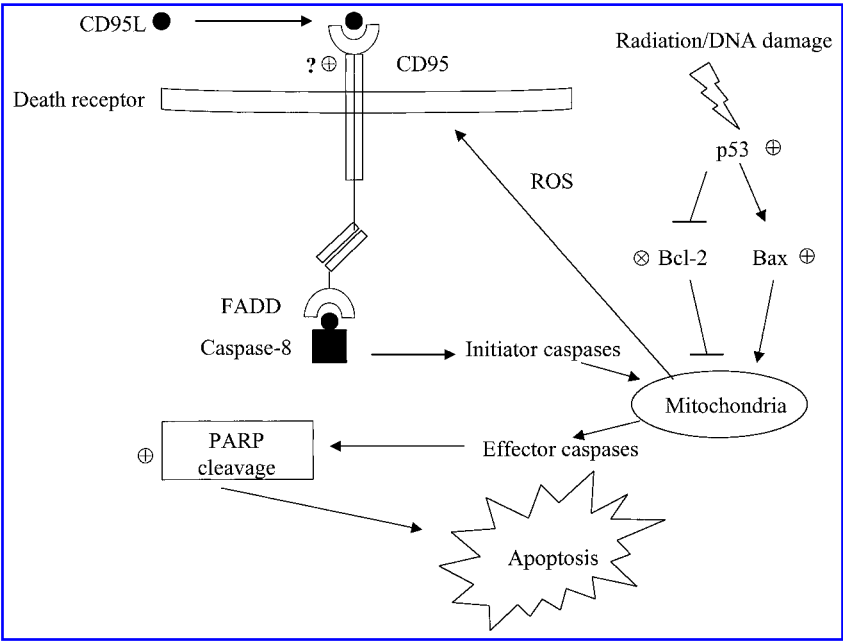 CD95L
Radiation/DNA damage
? ⊕
CD95
Death receptor
p53 ⊕
ROS
⊗ Bcl-2
Bax ⊕
FADD
Caspase-8
Initiator caspases
Mitochondria
⊕
PARP
cleavage
Effector caspases
Apoptosis